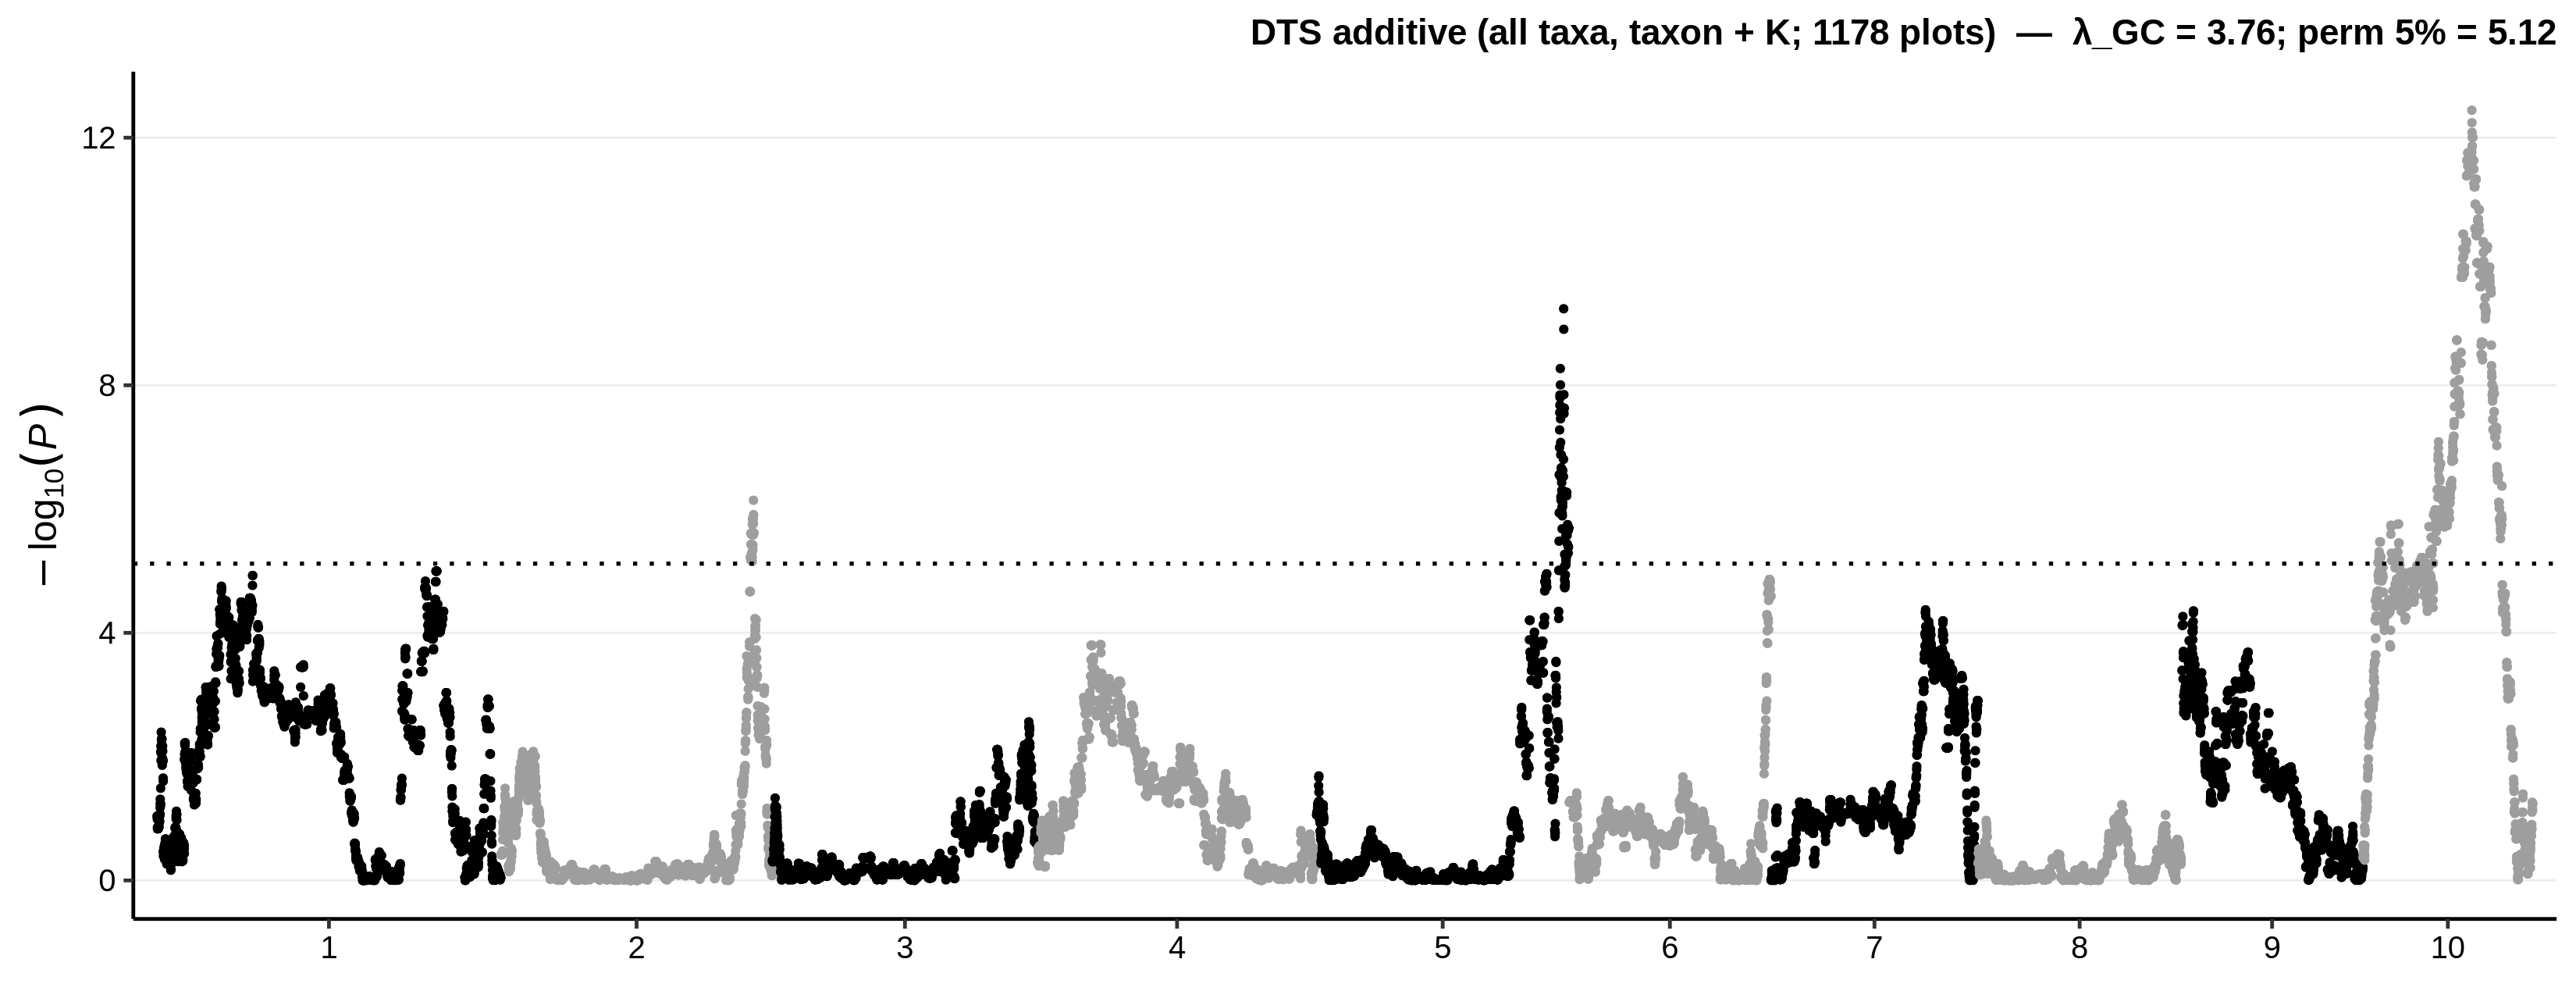 DTS additive (all taxa, taxon + K; 1178 plots) — λ_GC = 3.76; perm 5% = 5.12
− log₁₀(P)
12
8
4
0
1 2 3 4 5 6 7 8 9 10